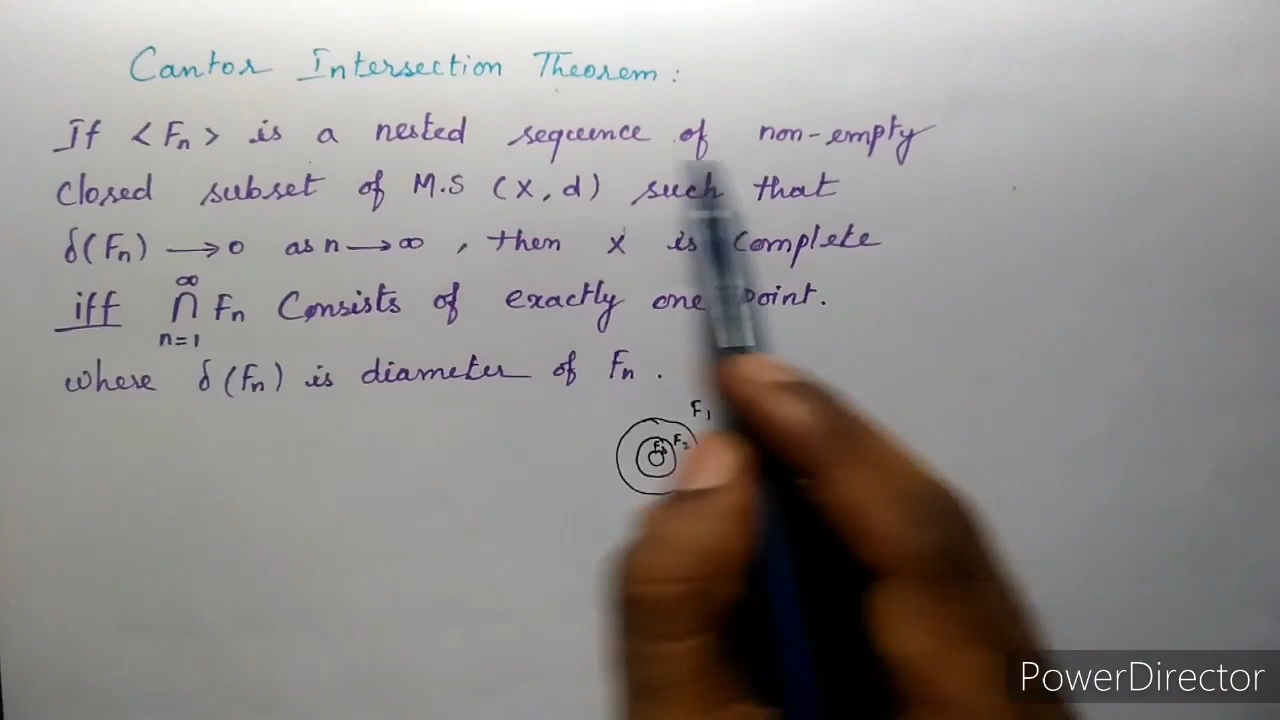 Cantor Intersection Theorem :
If < Fn > is a nested sequence of non-empty
closed subset of M.S (X, d) such that
δ(Fn) → 0 as n → ∞ , then X is complete
iff ∞ ∩ n=1 Fn Consists of exactly one point.
where δ(Fn) is diameter of Fn .
F1
F2
PowerDirector